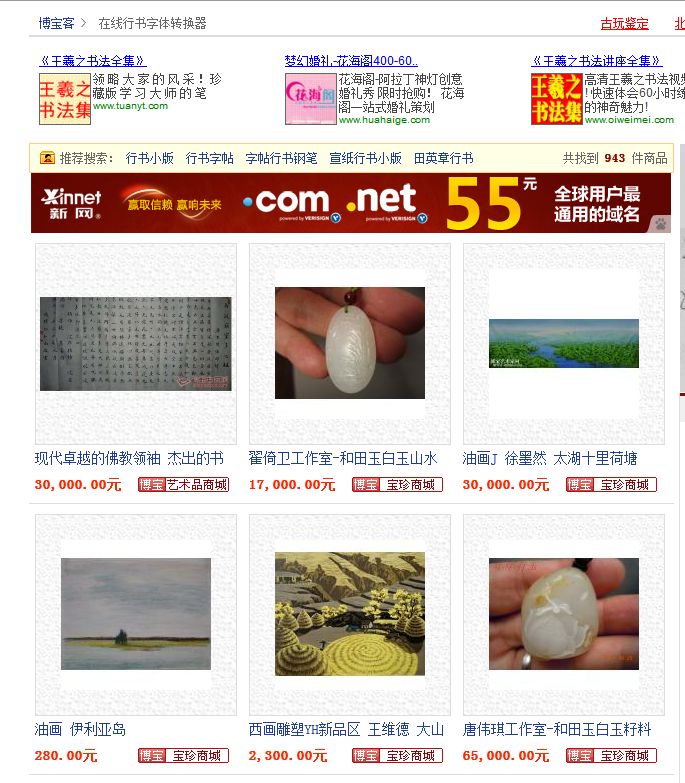 博宝客 > 在线行书字体转换器
古玩鉴定
《王羲之书法全集》
王羲之
书法集
领略大家的风采！珍
藏版学习大师的笔
www.tuanyt.com
梦幻婚礼-花海阁400-60..
花海阁
花海阁-阿拉丁神灯创意
婚礼秀 限时抢购！花海
阁一站式婚礼策划
www.huahaige.com
《王羲之书法讲座全集》
王羲之
书法集
高清王羲之书法视频
!快速体会60小时练
的神奇魅力!
www.oiweimei.com
推荐搜索： 行书小版 行书字帖 字帖行书钢笔 宣纸行书小版 田英章行书
共找到 943 件商品
Xinnet
新网®
赢取信赖 赢响未来
.com
powered by VERISIGN
.net
powered by VERISIGN
55元
全球用户最
通用的域名
现代卓越的佛教领袖 杰出的书
30,000.00元 博宝艺术品商城
翟倚卫工作室-和田玉白玉山水
17,000.00元 博宝 宝珍商城
油画J 徐墨然 太湖十里荷塘
30,000.00元 博宝 宝珍商城
油画 伊利亚岛
280.00元 博宝 宝珍商城
西画雕塑YH新品区 王维德 大山
2,300.00元 博宝 宝珍商城
唐伟琪工作室-和田玉白玉籽料
65,000.00元 博宝 宝珍商城